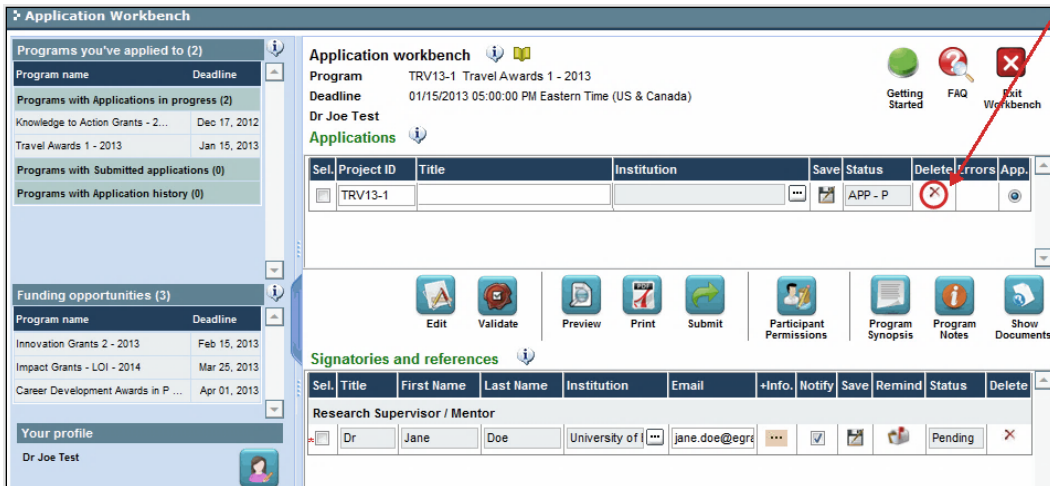 Application Workbench
Programs you've applied to (2)
Program name Deadline
Programs with Applications in progress (2)
Knowledge to Action Grants - 2... Dec 17, 2012
Travel Awards 1 - 2013 Jan 15, 2013
Programs with Submitted applications (0)
Programs with Application history (0)
Funding opportunities (3)
Program name Deadline
Innovation Grants 2 - 2013 Feb 15, 2013
Impact Grants - LOI - 2014 Mar 25, 2013
Career Development Awards in P ... Apr 01, 2013
Your profile
Dr Joe Test
Application workbench
Program TRV13-1 Travel Awards 1 - 2013
Deadline 01/15/2013 05:00:00 PM Eastern Time (US & Canada)
Dr Joe Test
Getting Started FAQ Exit Workbench
Applications
Sel. Project ID Title Institution Save Status Delete Errors App.
TRV13-1 ... APP - P
Edit Validate Preview PDF Print Submit Participant Permissions Program Synopsis Program Notes Show Documents
Signatories and references
Sel. Title First Name Last Name Institution Email +Info. Notify Save Remind Status Delete
Research Supervisor / Mentor
Dr Jane Doe University of ... jane.doe@egra ... Pending